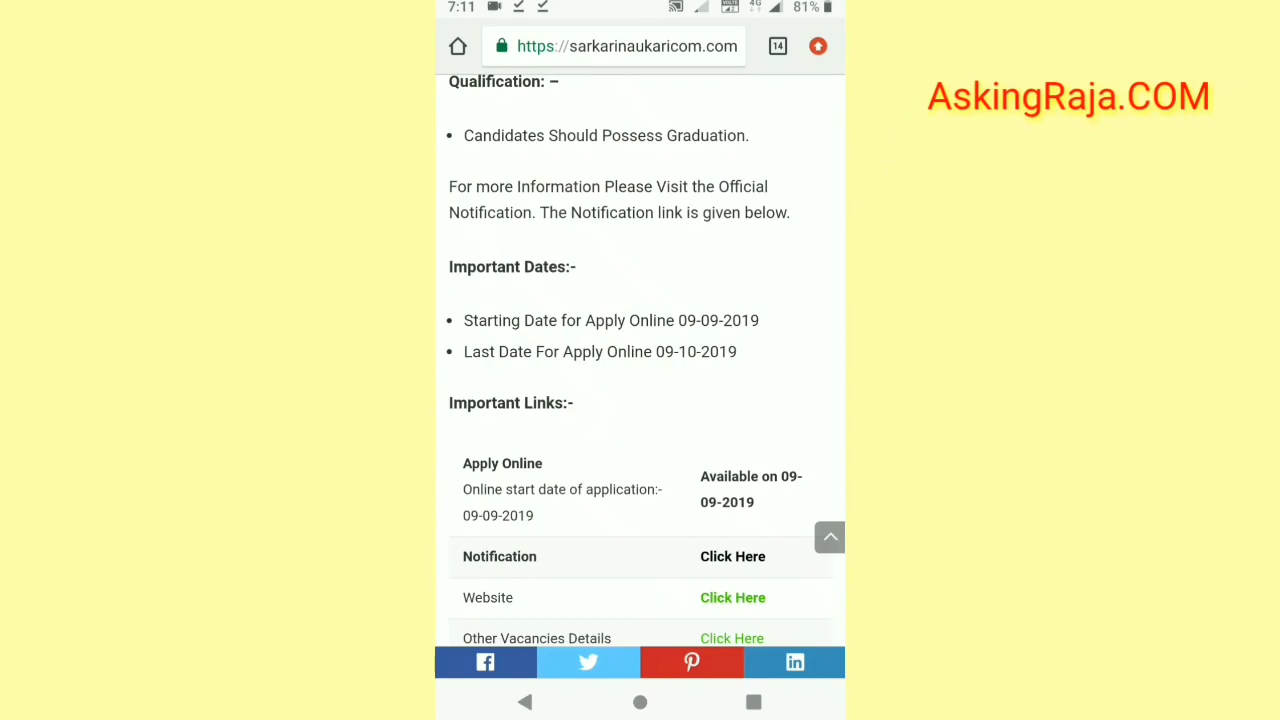 7:11
VOLTE
4G
81%
https://sarkarinaukaricom.com
14
AskingRaja.COM
Qualification: –
• Candidates Should Possess Graduation.
For more Information Please Visit the Official
Notification. The Notification link is given below.
Important Dates:-
• Starting Date for Apply Online 09-09-2019
• Last Date For Apply Online 09-10-2019
Important Links:-
Apply Online
Online start date of application:-
09-09-2019
Available on 09-
09-2019
Notification Click Here
Website Click Here
Other Vacancies Details Click Here